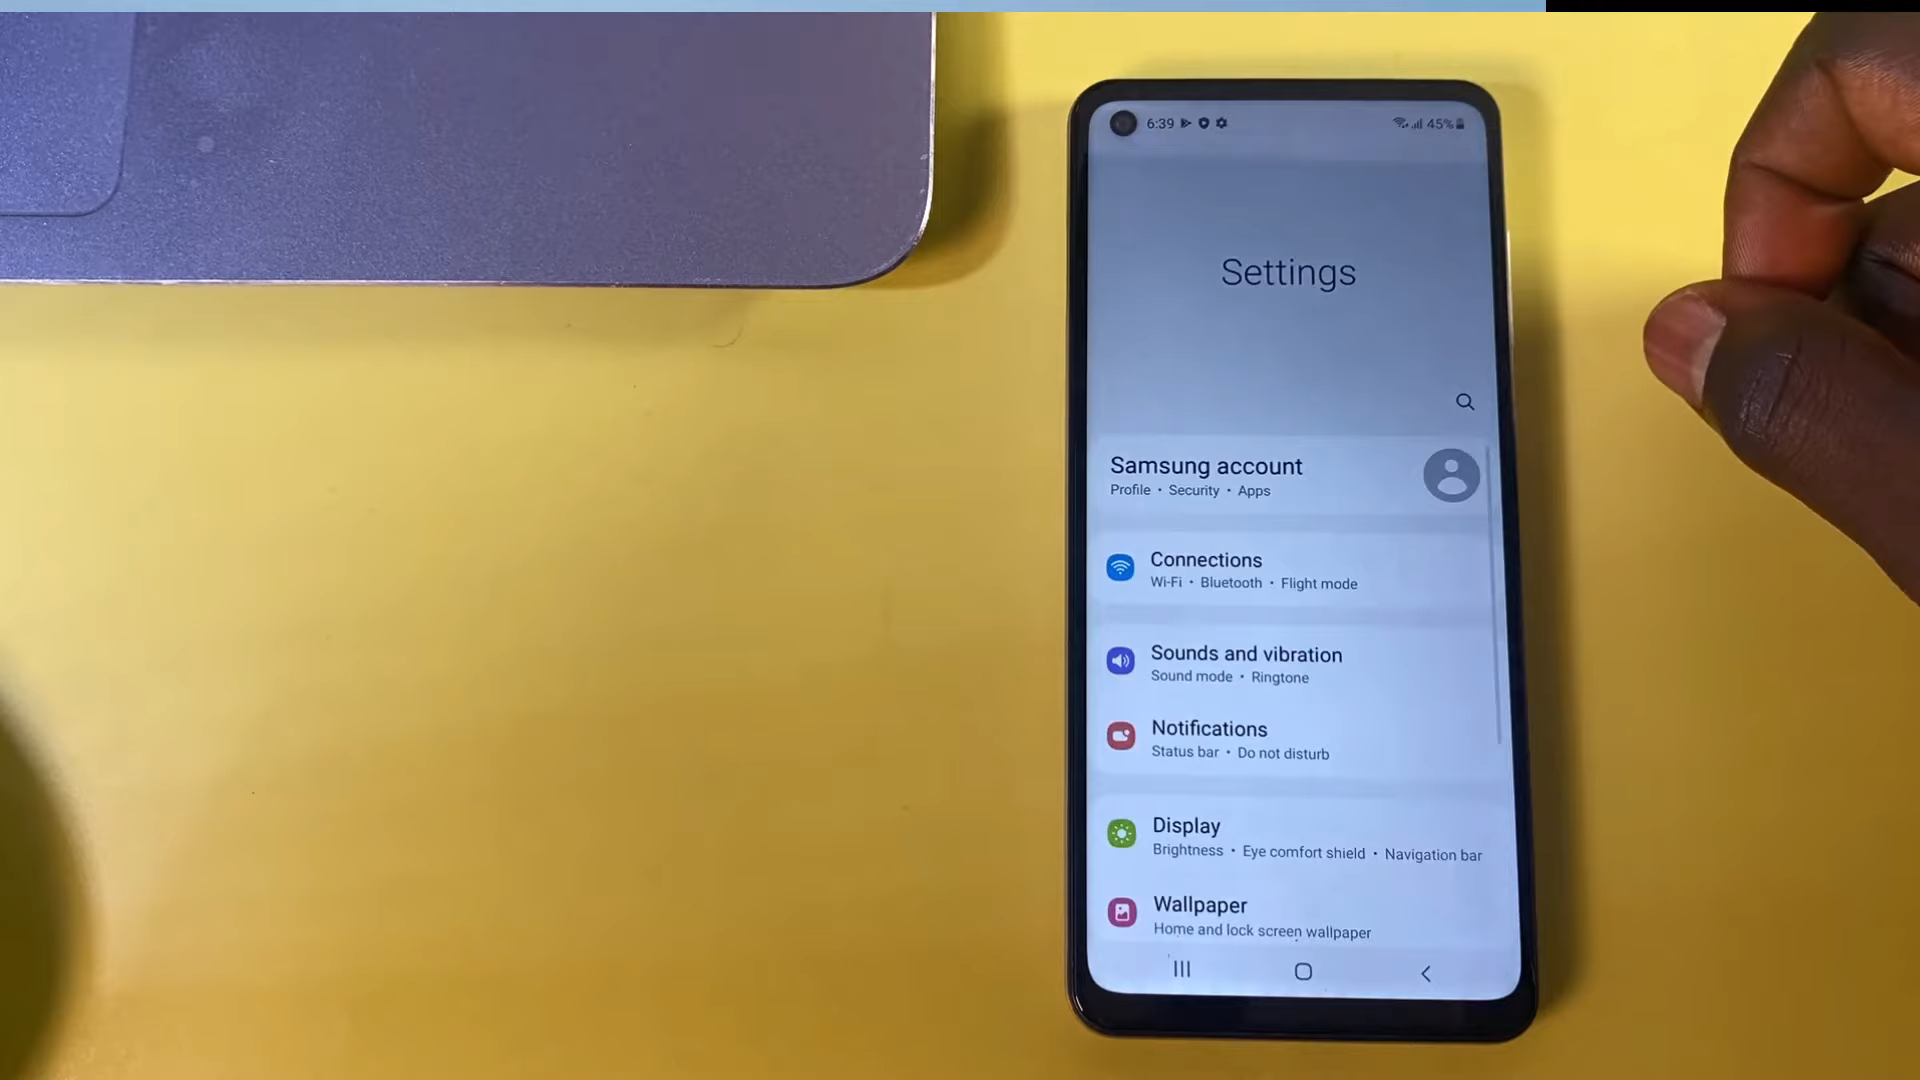 6:39
45%
Settings
Samsung account
Profile • Security • Apps
Connections
Wi-Fi • Bluetooth • Flight mode
Sounds and vibration
Sound mode • Ringtone
Notifications
Status bar • Do not disturb
Display
Brightness • Eye comfort shield • Navigation bar
Wallpaper
Home and lock screen wallpaper